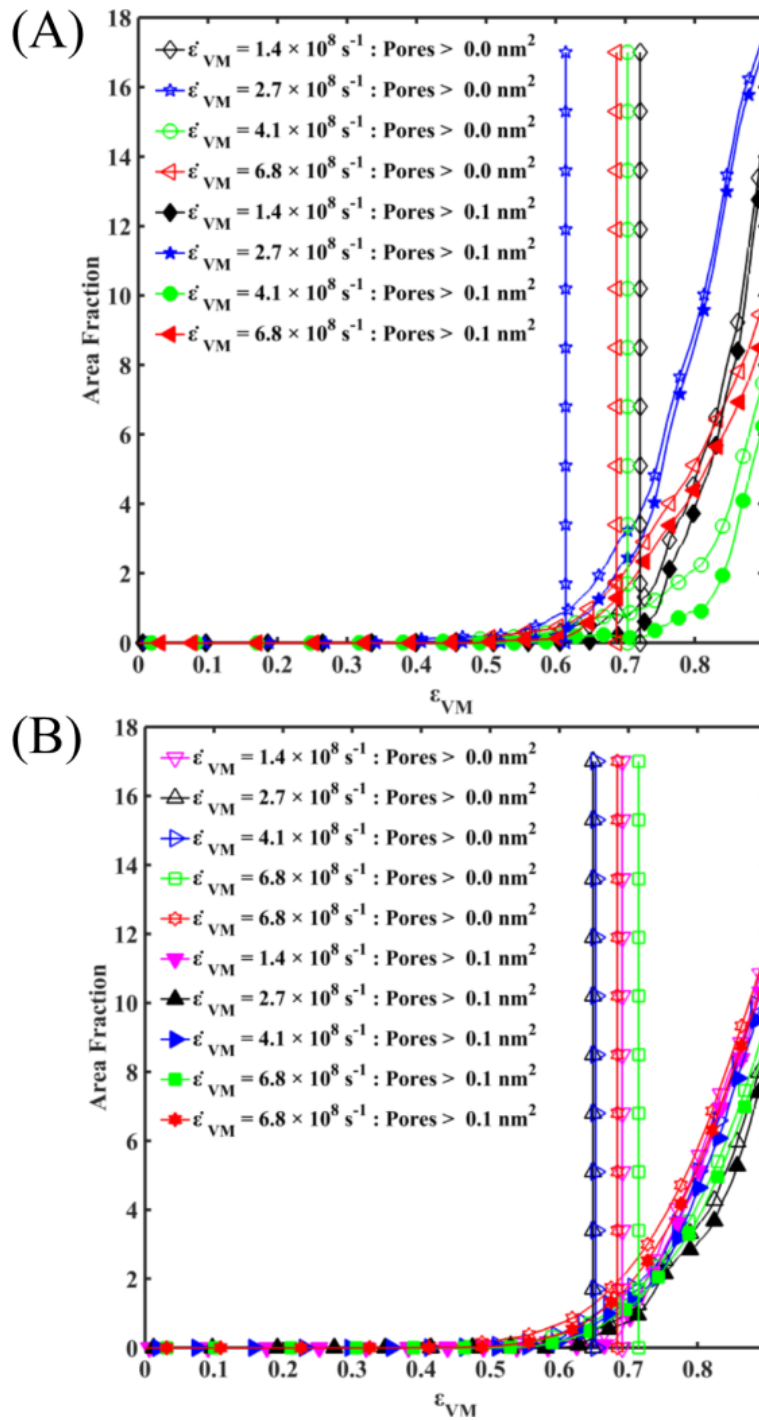 (A)
18
16
14
12
10
8
6
4
2
0
Area Fraction
ε̇VM = 1.4 × 10⁸ s⁻¹ : Pores > 0.0 nm²
ε̇VM = 2.7 × 10⁸ s⁻¹ : Pores > 0.0 nm²
ε̇VM = 4.1 × 10⁸ s⁻¹ : Pores > 0.0 nm²
ε̇VM = 6.8 × 10⁸ s⁻¹ : Pores > 0.0 nm²
ε̇VM = 1.4 × 10⁸ s⁻¹ : Pores > 0.1 nm²
ε̇VM = 2.7 × 10⁸ s⁻¹ : Pores > 0.1 nm²
ε̇VM = 4.1 × 10⁸ s⁻¹ : Pores > 0.1 nm²
ε̇VM = 6.8 × 10⁸ s⁻¹ : Pores > 0.1 nm²
0 0.1 0.2 0.3 0.4 0.5 0.6 0.7 0.8
εVM
(B)
18
16
14
12
10
8
6
4
2
0
Area Fraction
ε̇VM = 1.4 × 10⁸ s⁻¹ : Pores > 0.0 nm²
ε̇VM = 2.7 × 10⁸ s⁻¹ : Pores > 0.0 nm²
ε̇VM = 4.1 × 10⁸ s⁻¹ : Pores > 0.0 nm²
ε̇VM = 6.8 × 10⁸ s⁻¹ : Pores > 0.0 nm²
ε̇VM = 6.8 × 10⁸ s⁻¹ : Pores > 0.0 nm²
ε̇VM = 1.4 × 10⁸ s⁻¹ : Pores > 0.1 nm²
ε̇VM = 2.7 × 10⁸ s⁻¹ : Pores > 0.1 nm²
ε̇VM = 4.1 × 10⁸ s⁻¹ : Pores > 0.1 nm²
ε̇VM = 6.8 × 10⁸ s⁻¹ : Pores > 0.1 nm²
ε̇VM = 6.8 × 10⁸ s⁻¹ : Pores > 0.1 nm²
0 0.1 0.2 0.3 0.4 0.5 0.6 0.7 0.8
εVM